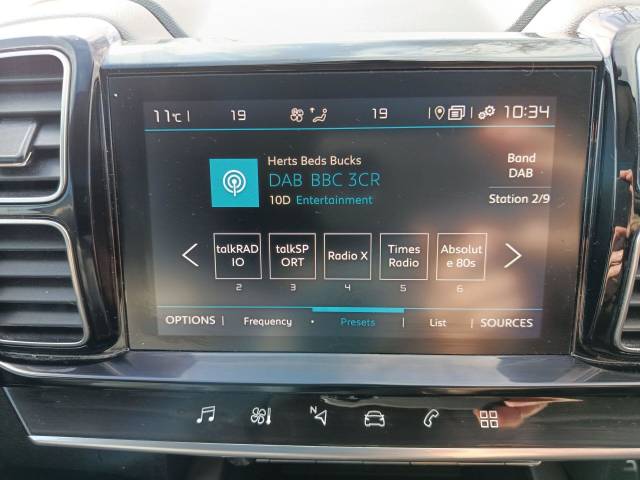 11°C 19 19 10:34
Herts Beds Bucks
DAB BBC 3CR
10D Entertainment
Band
DAB
Station 2/9
talkRAD
IO
talkSP
ORT
Radio X
Times
Radio
Absolut
e 80s
2 3 4 5 6
OPTIONS Frequency Presets List SOURCES
N